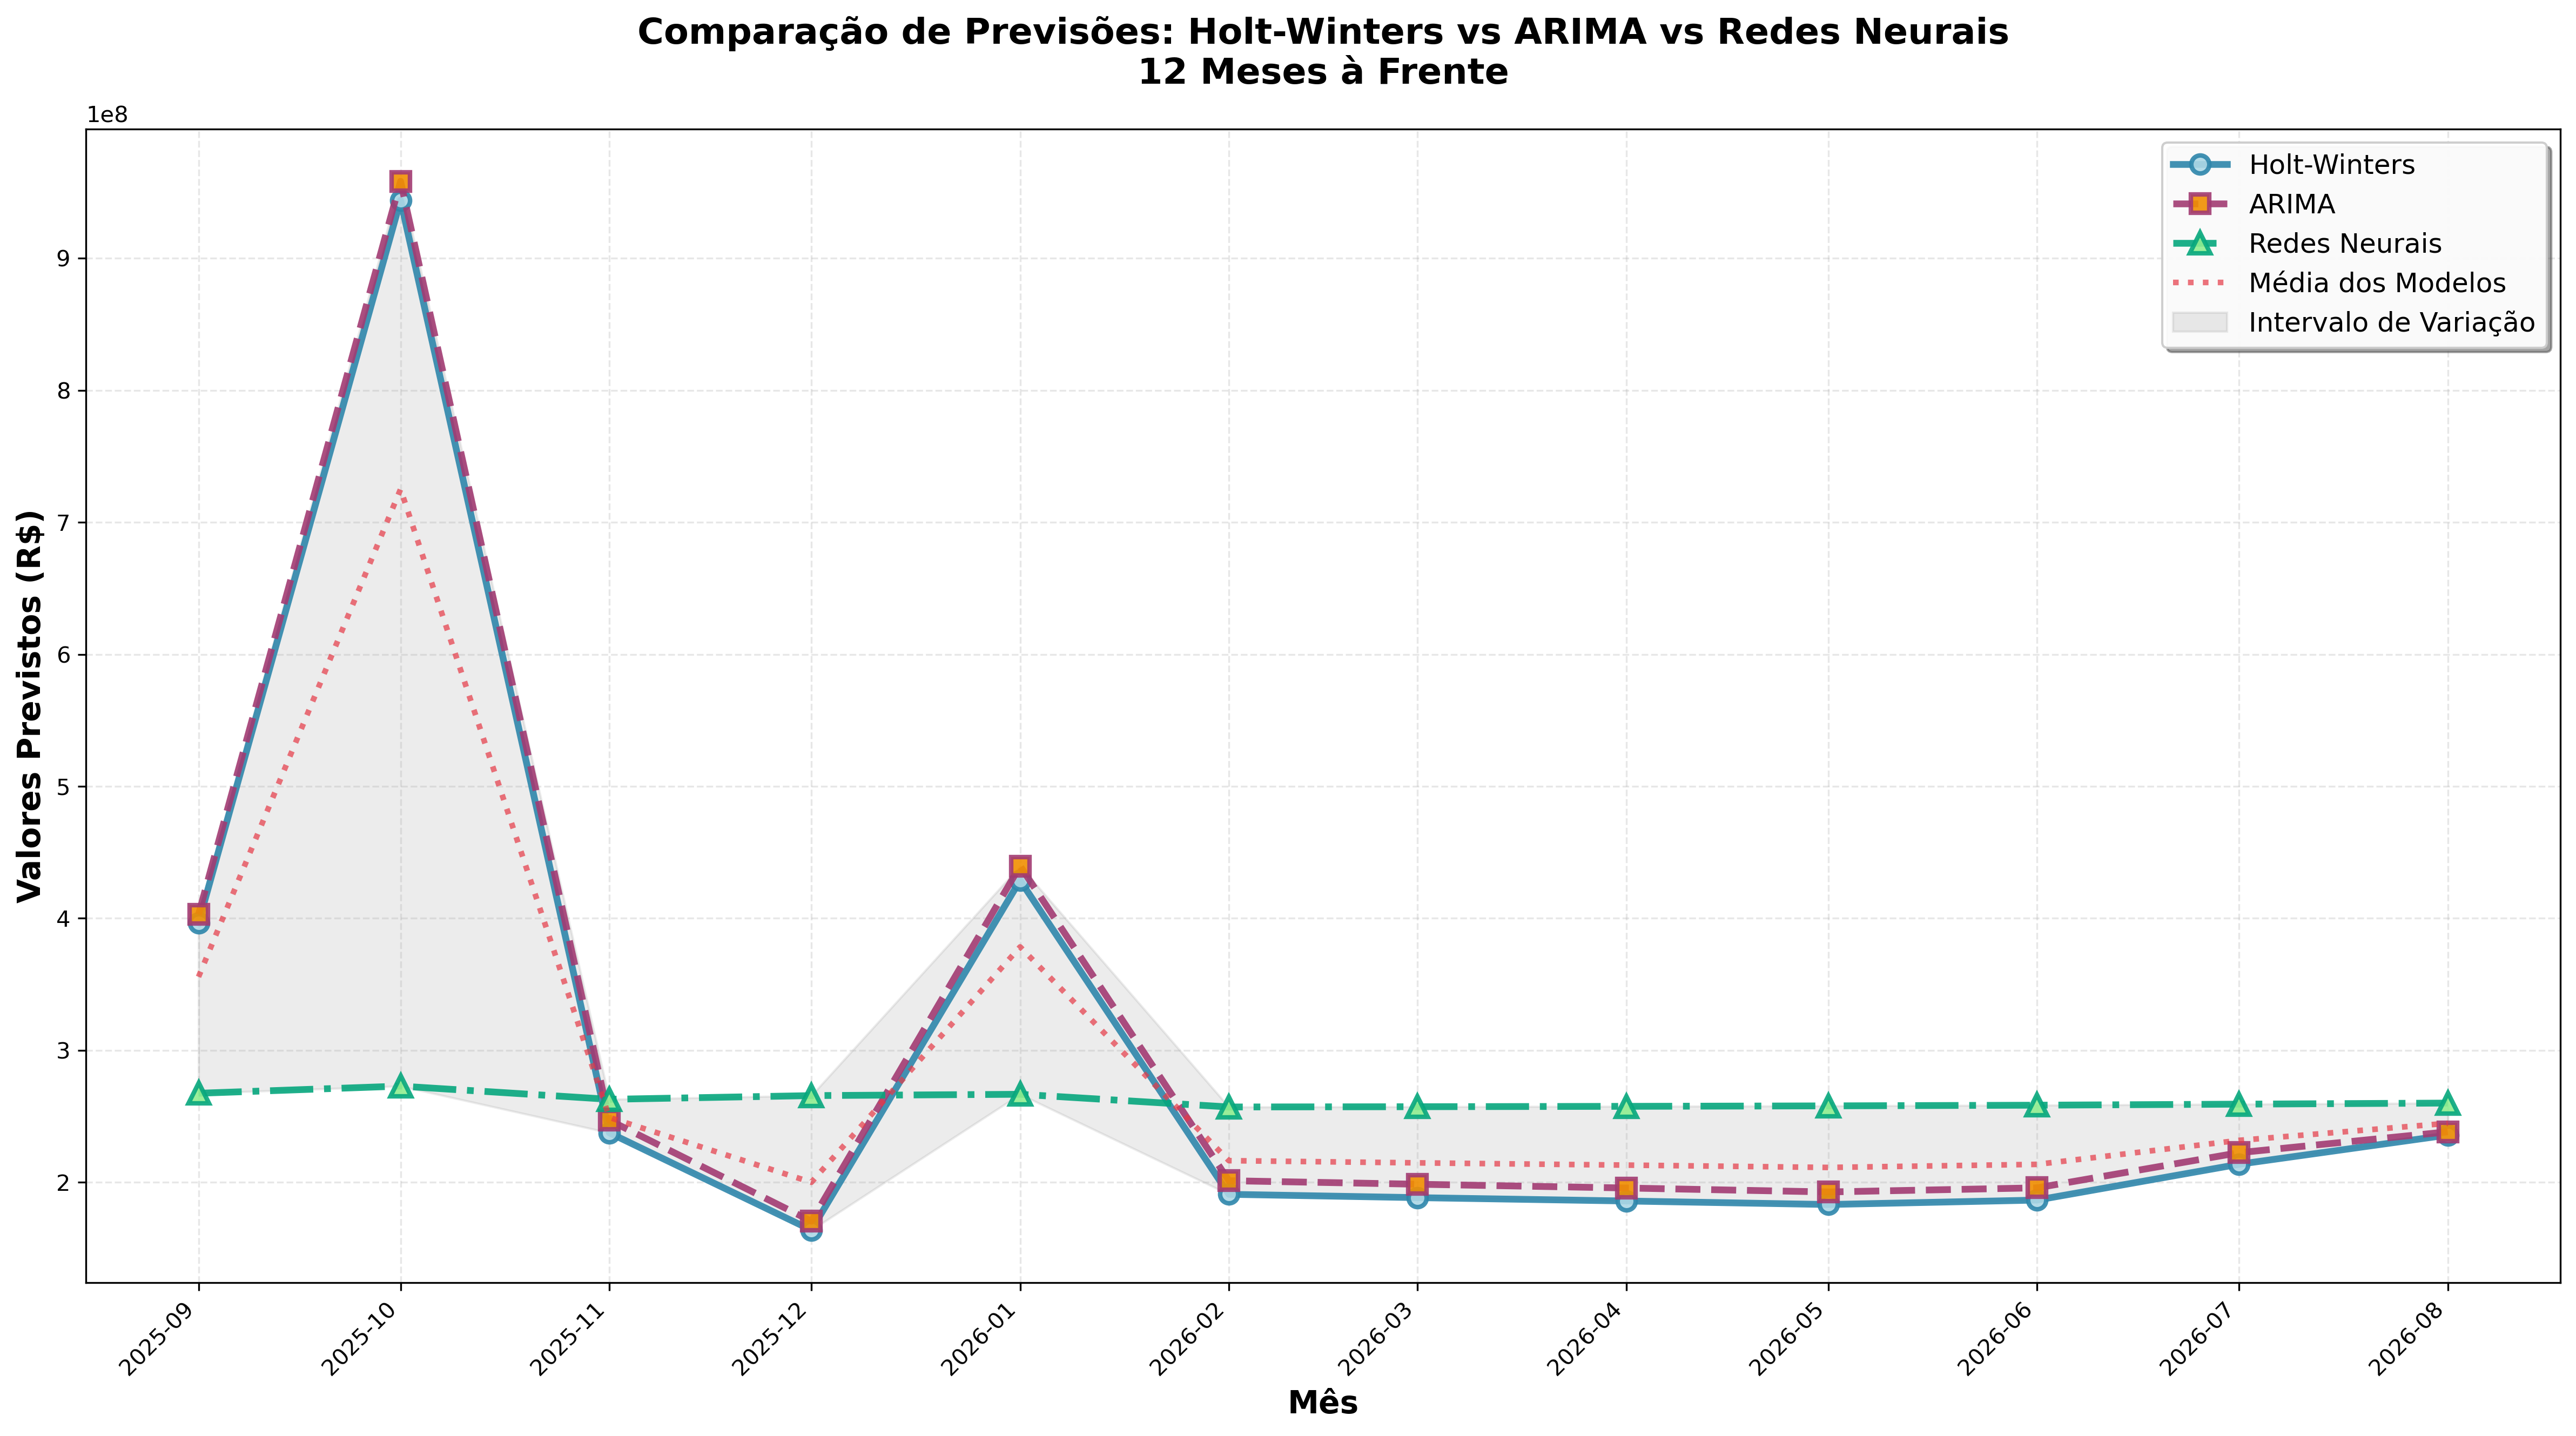 Comparação de Previsões: Holt-Winters vs ARIMA vs Redes Neurais
12 Meses à Frente
1e8
Holt-Winters
ARIMA
Redes Neurais
Média dos Modelos
Intervalo de Variação
Valores Previstos (R$)
9
8
7
6
5
4
3
2
2025-09
2025-10
2025-11
2025-12
2026-01
2026-02
2026-03
2026-04
2026-05
2026-06
2026-07
2026-08
Mês